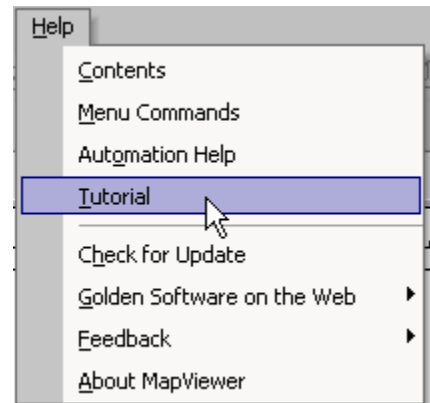 Help
Contents
Menu Commands
Automation Help
Tutorial
Check for Update
Golden Software on the Web
Feedback
About MapViewer